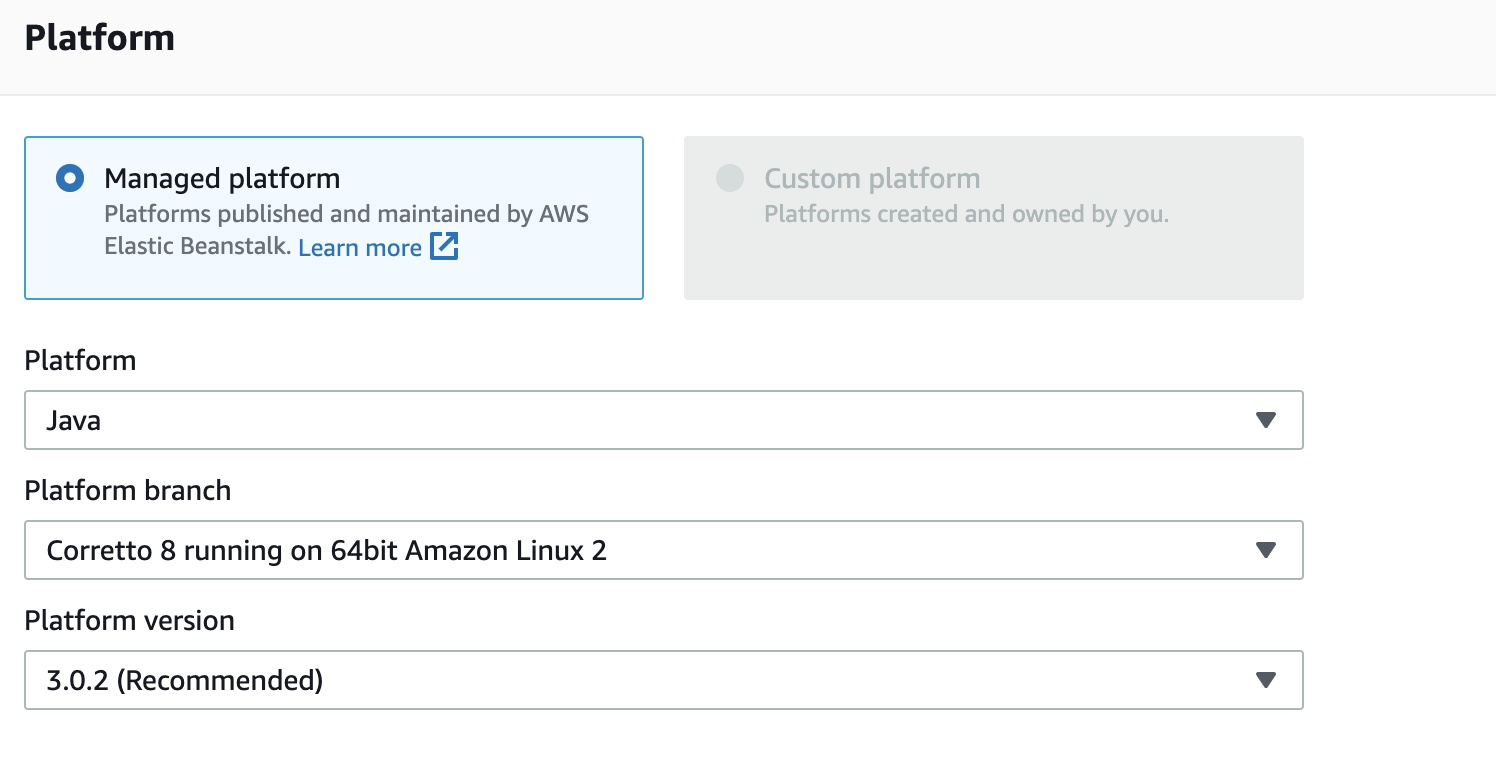 Platform
Managed platform
Platforms published and maintained by AWS
Elastic Beanstalk. Learn more
Custom platform
Platforms created and owned by you.
Platform
Java
Platform branch
Corretto 8 running on 64bit Amazon Linux 2
Platform version
3.0.2 (Recommended)